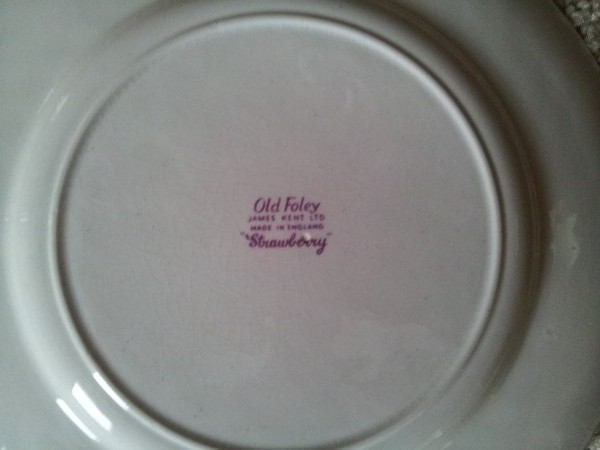 Old Foley
JAMES KENT LTD
MADE IN ENGLAND
"Strawberry"